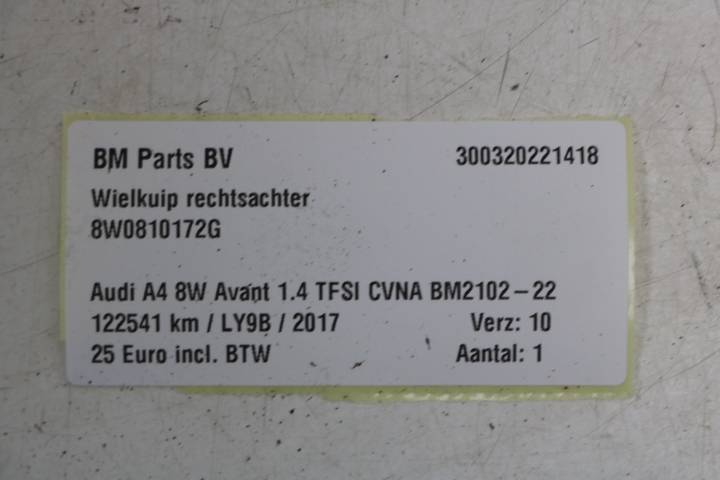 BM Parts BV 300320221418
Wielkuip rechtsachter
8W0810172G
Audi A4 8W Avant 1.4 TFSI CVNA BM2102-22
122541 km / LY9B / 2017 Verz: 10
25 Euro incl. BTW Aantal: 1